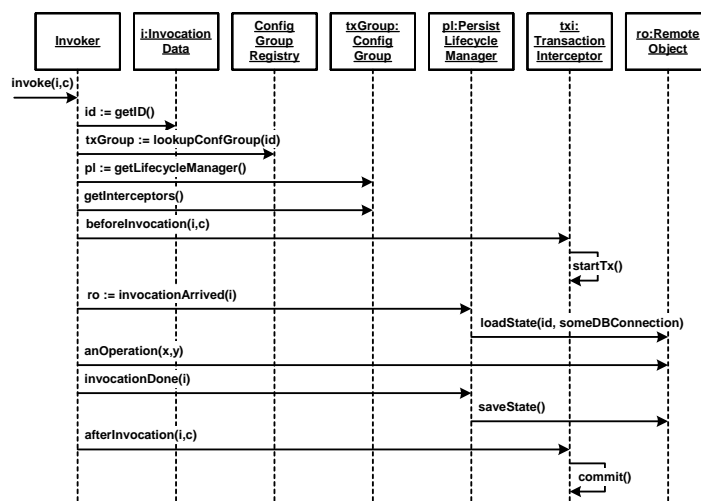 Invoker
i:Invocation
Data
Config
Group
Registry
txGroup:
Config
Group
pl:Persist
Lifecycle
Manager
txi:
Transaction
Interceptor
ro:Remote
Object
invoke(i,c)
id := getID()
txGroup := lookupConfGroup(id)
pl := getLifecycleManager()
getInterceptors()
beforeInvocation(i,c)
startTx()
ro := invocationArrived(i)
loadState(id, someDBConnection)
anOperation(x,y)
invocationDone(i)
saveState()
afterInvocation(i,c)
commit()